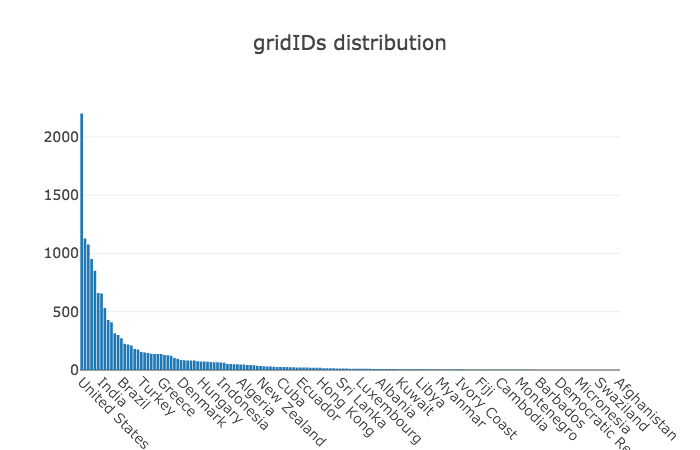 gridIDs distribution
2000
1500
1000
500
0
United States
India
Brazil
Turkey
Greece
Denmark
Hungary
Indonesia
Algeria
New Zealand
Cuba
Ecuador
Hong Kong
Sri Lanka
Luxembourg
Albania
Kuwait
Libya
Myanmar
Ivory Coast
Fiji
Cambodia
Montenegro
Barbados
Democratic Re
Micronesia
Swaziland
Afghanistan